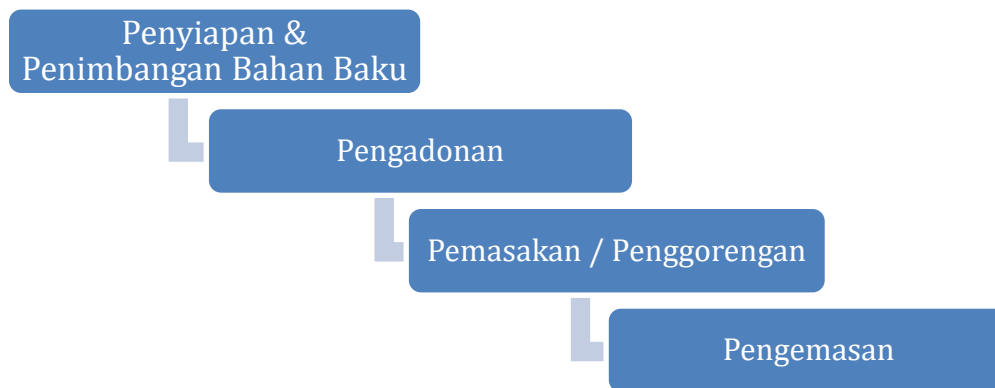 Penyiapan &
Penimbangan Bahan Baku
Pengadonan
Pemasakan / Penggorengan
Pengemasan